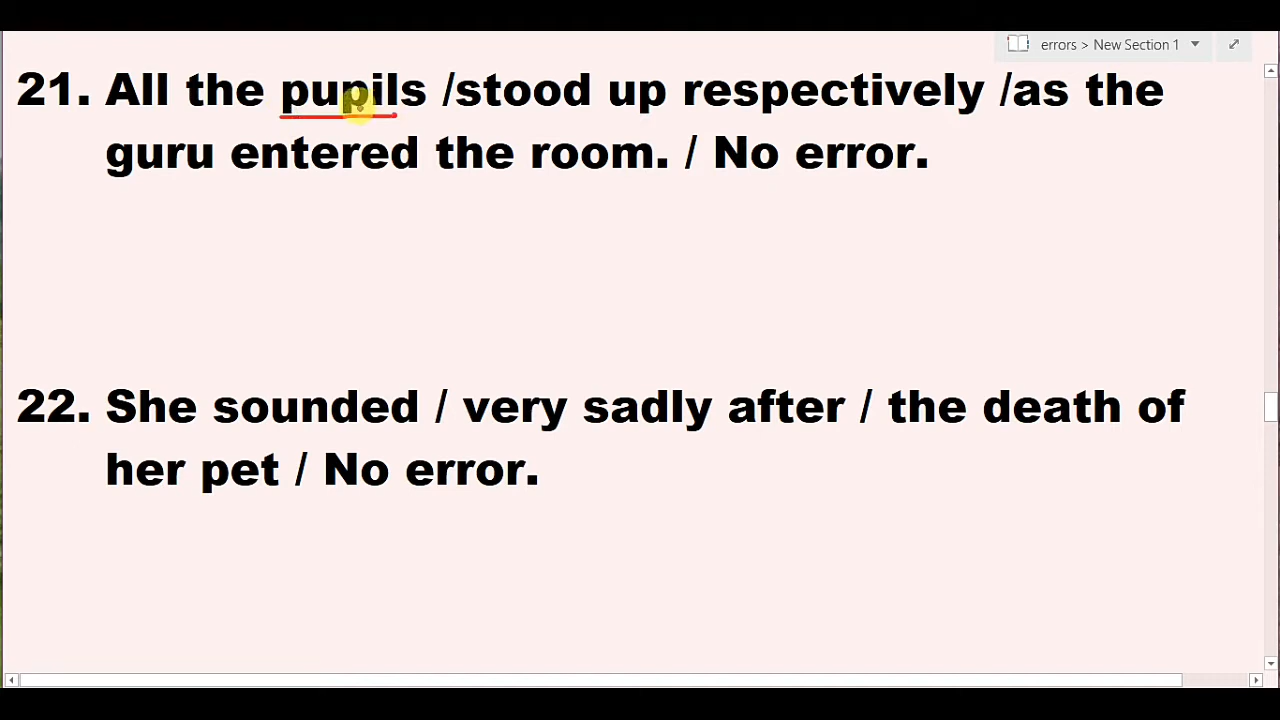 errors > New Section 1
21. All the pupils /stood up respectively /as the
guru entered the room. / No error.
22. She sounded / very sadly after / the death of
her pet / No error.